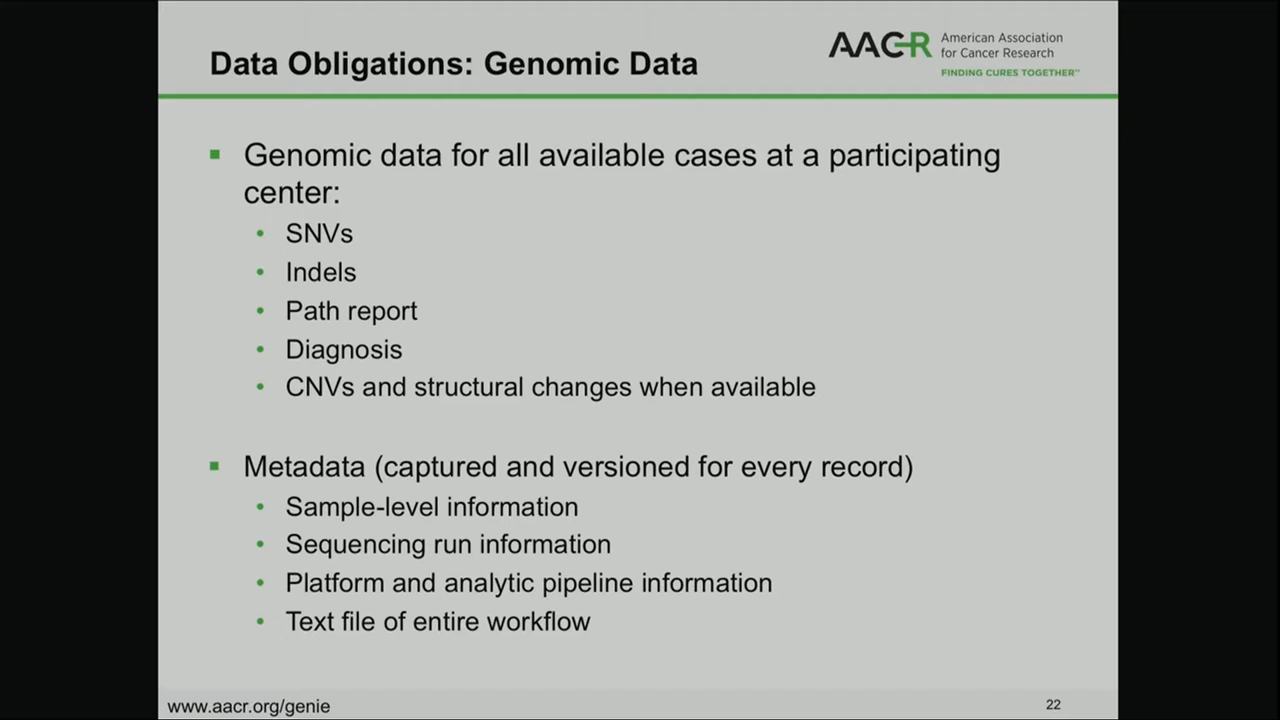 Data Obligations: Genomic Data
AACR American Association
for Cancer Research
FINDING CURES TOGETHER℠
▪ Genomic data for all available cases at a participating
center:
• SNVs
• Indels
• Path report
• Diagnosis
• CNVs and structural changes when available
▪ Metadata (captured and versioned for every record)
• Sample-level information
• Sequencing run information
• Platform and analytic pipeline information
• Text file of entire workflow
www.aacr.org/genie
22